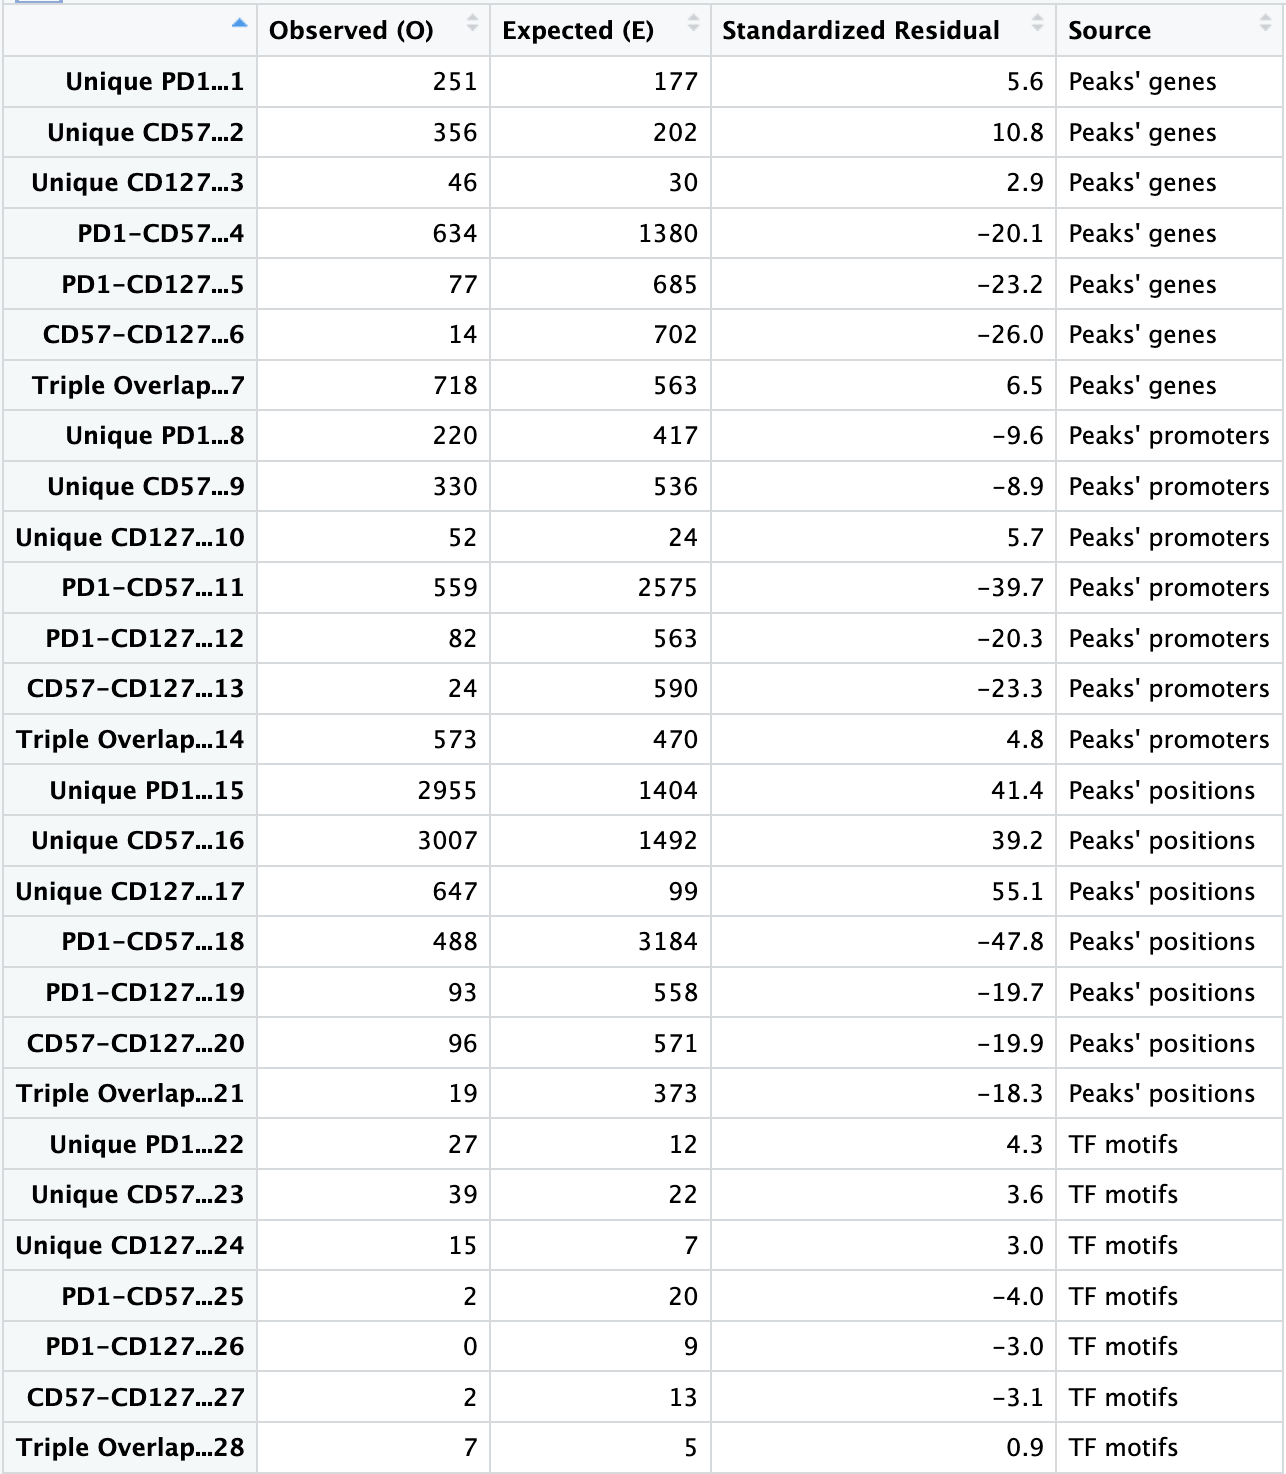 Observed (O) Expected (E) Standardized Residual Source
Unique PD1...1 251 177 5.6 Peaks' genes
Unique CD57...2 356 202 10.8 Peaks' genes
Unique CD127...3 46 30 2.9 Peaks' genes
PD1-CD57...4 634 1380 -20.1 Peaks' genes
PD1-CD127...5 77 685 -23.2 Peaks' genes
CD57-CD127...6 14 702 -26.0 Peaks' genes
Triple Overlap...7 718 563 6.5 Peaks' genes
Unique PD1...8 220 417 -9.6 Peaks' promoters
Unique CD57...9 330 536 -8.9 Peaks' promoters
Unique CD127...10 52 24 5.7 Peaks' promoters
PD1-CD57...11 559 2575 -39.7 Peaks' promoters
PD1-CD127...12 82 563 -20.3 Peaks' promoters
CD57-CD127...13 24 590 -23.3 Peaks' promoters
Triple Overlap...14 573 470 4.8 Peaks' promoters
Unique PD1...15 2955 1404 41.4 Peaks' positions
Unique CD57...16 3007 1492 39.2 Peaks' positions
Unique CD127...17 647 99 55.1 Peaks' positions
PD1-CD57...18 488 3184 -47.8 Peaks' positions
PD1-CD127...19 93 558 -19.7 Peaks' positions
CD57-CD127...20 96 571 -19.9 Peaks' positions
Triple Overlap...21 19 373 -18.3 Peaks' positions
Unique PD1...22 27 12 4.3 TF motifs
Unique CD57...23 39 22 3.6 TF motifs
Unique CD127...24 15 7 3.0 TF motifs
PD1-CD57...25 2 20 -4.0 TF motifs
PD1-CD127...26 0 9 -3.0 TF motifs
CD57-CD127...27 2 13 -3.1 TF motifs
Triple Overlap...28 7 5 0.9 TF motifs